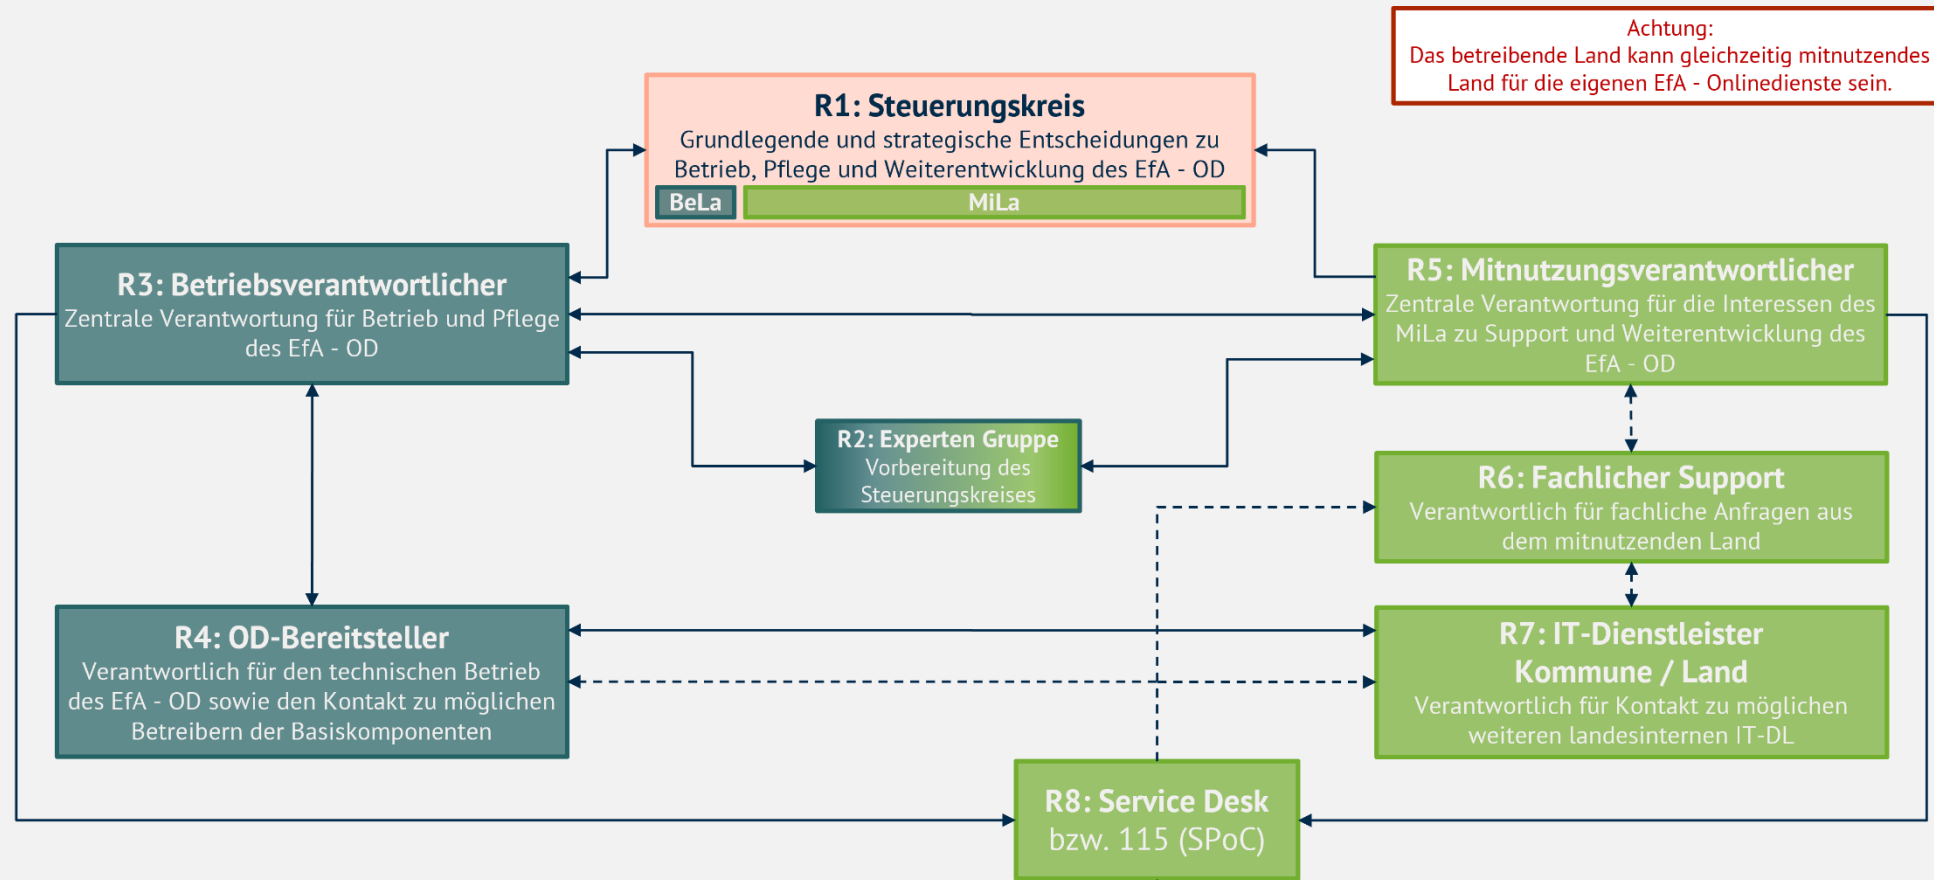 Achtung:
Das betreibende Land kann gleichzeitig mitnutzendes
Land für die eigenen EfA - Onlinedienste sein.
R1: Steuerungskreis
Grundlegende und strategische Entscheidungen zu
Betrieb, Pflege und Weiterentwicklung des EfA - OD
BeLa
MiLa
R3: Betriebsverantwortlicher
Zentrale Verantwortung für Betrieb und Pflege
des EfA - OD
R5: Mitnutzungsverantwortlicher
Zentrale Verantwortung für die Interessen des
MiLa zu Support und Weiterentwicklung des
EfA - OD
R2: Experten Gruppe
Vorbereitung des
Steuerungskreises
R6: Fachlicher Support
Verantwortlich für fachliche Anfragen aus
dem mitnutzenden Land
R4: OD-Bereitsteller
Verantwortlich für den technischen Betrieb
des EfA - OD sowie den Kontakt zu möglichen
Betreibern der Basiskomponenten
R7: IT-Dienstleister
Kommune / Land
Verantwortlich für Kontakt zu möglichen
weiteren landesinternen IT-DL
R8: Service Desk
bzw. 115 (SPoC)